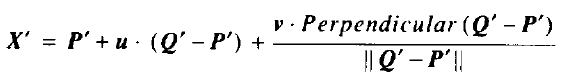 X′ = P′ + u · (Q′ − P′) + v · Perpendicular (Q′ − P′) / || Q′ − P′ ||